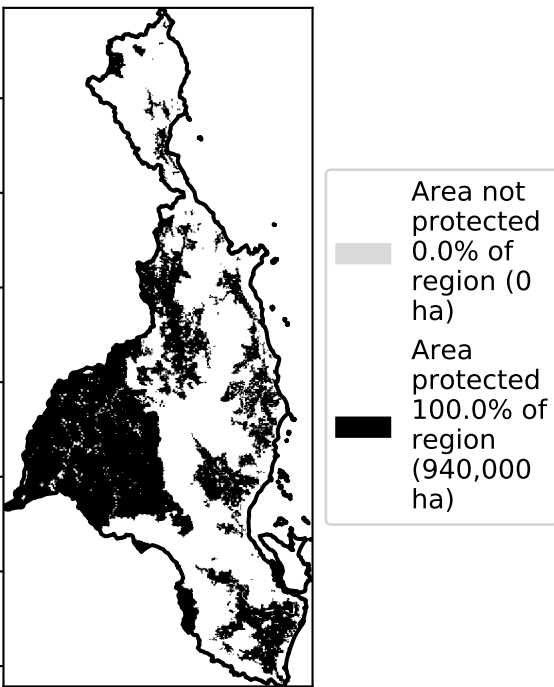 Area not
protected
0.0% of
region (0
ha)
Area
protected
100.0% of
region
(940,000
ha)